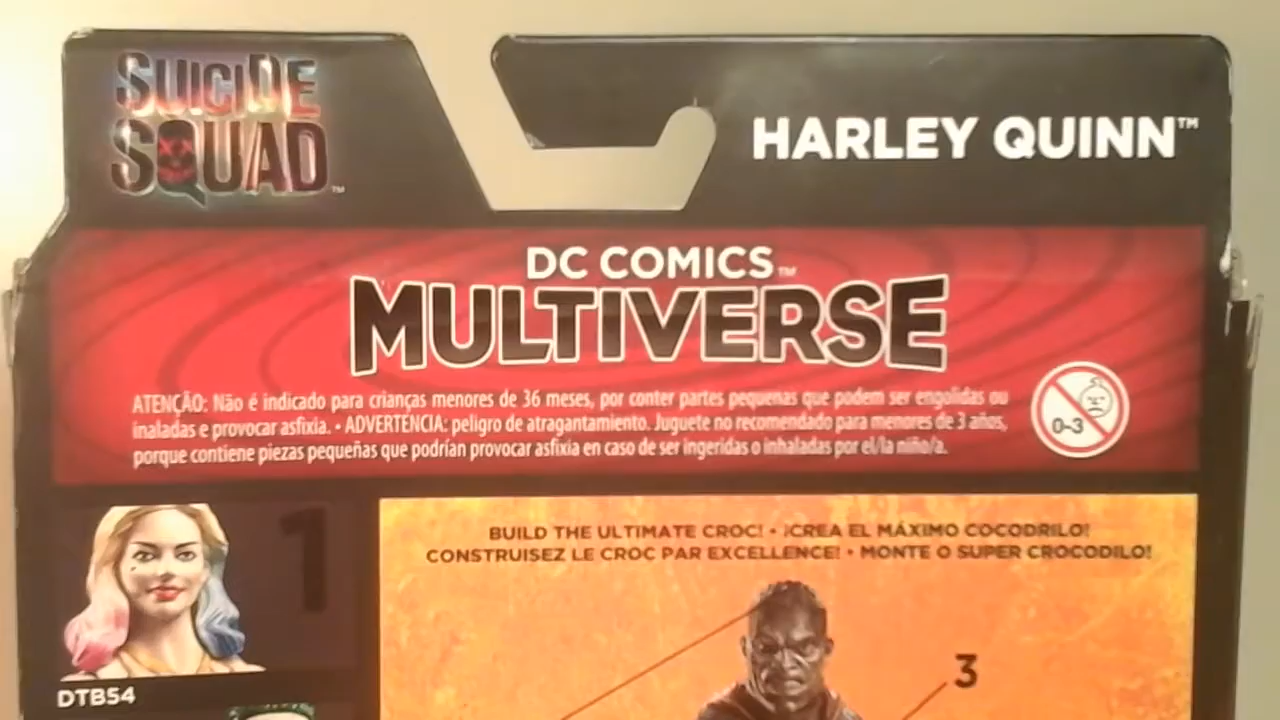 SUICIDE
SQUAD™
HARLEY QUINN™
DC COMICS™
MULTIVERSE
ATENÇÃO: Não é indicado para crianças menores de 36 meses, por conter partes pequenas que podem ser engolidas ou
inaladas e provocar asfixia. • ADVERTENCIA: peligro de atragantamiento. Juguete no recomendado para menores de 3 años,
porque contiene piezas pequeñas que podrían provocar asfixia en caso de ser ingeridas o inhaladas por el/la niño/a.
0-3
1
BUILD THE ULTIMATE CROC! • ¡CREA EL MÁXIMO COCODRILO!
CONSTRUISEZ LE CROC PAR EXCELLENCE! • MONTE O SUPER CROCODILO!
3
DTB54